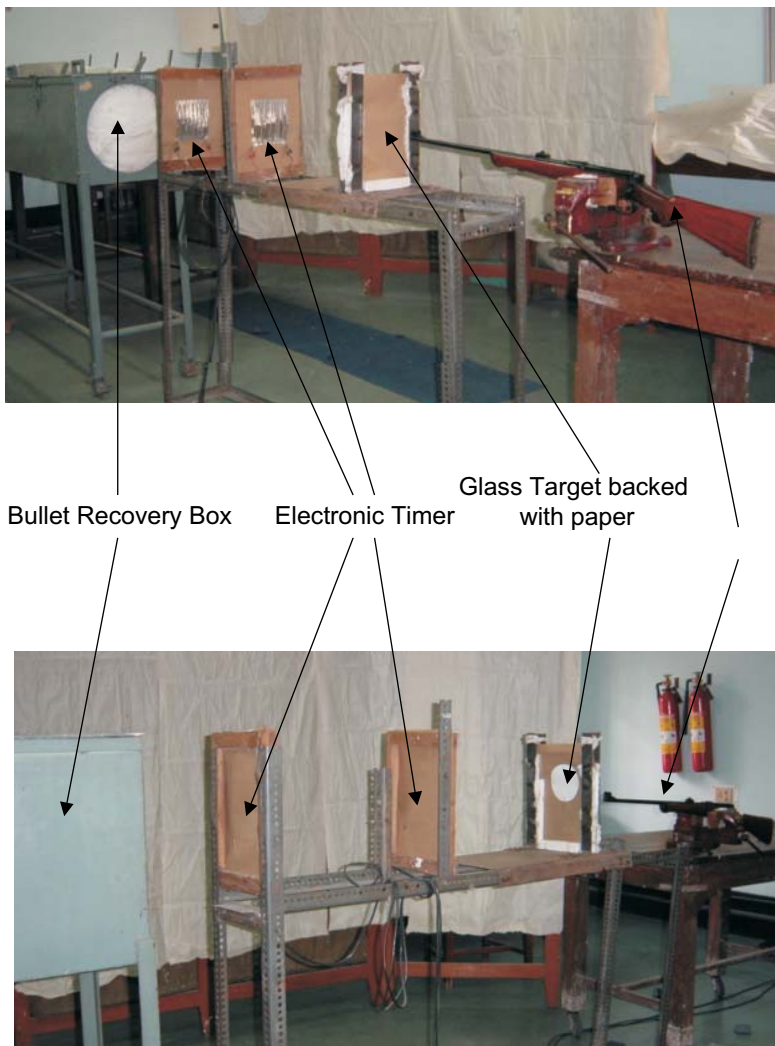 Bullet Recovery Box
Electronic Timer
Glass Target backed
with paper